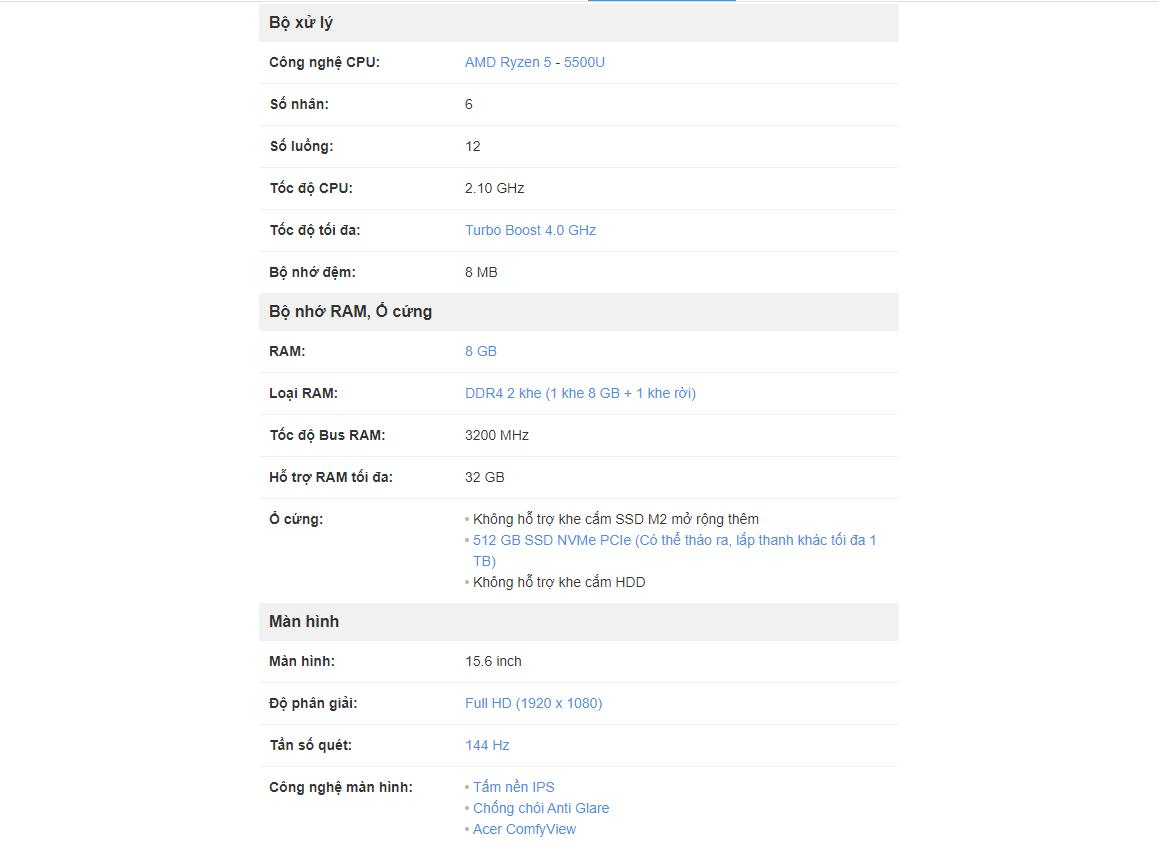 Bộ xử lý
Công nghệ CPU: AMD Ryzen 5 - 5500U
Số nhân: 6
Số luồng: 12
Tốc độ CPU: 2.10 GHz
Tốc độ tối đa: Turbo Boost 4.0 GHz
Bộ nhớ đệm: 8 MB
Bộ nhớ RAM, Ổ cứng
RAM: 8 GB
Loại RAM: DDR4 2 khe (1 khe 8 GB + 1 khe rời)
Tốc độ Bus RAM: 3200 MHz
Hỗ trợ RAM tối đa: 32 GB
Ổ cứng: Không hỗ trợ khe cắm SSD M2 mở rộng thêm
512 GB SSD NVMe PCIe (Có thể tháo ra, lắp thanh khác tối đa 1
TB)
Không hỗ trợ khe cắm HDD
Màn hình
Màn hình: 15.6 inch
Độ phân giải: Full HD (1920 x 1080)
Tần số quét: 144 Hz
Công nghệ màn hình: Tấm nền IPS
Chống chói Anti Glare
Acer ComfyView